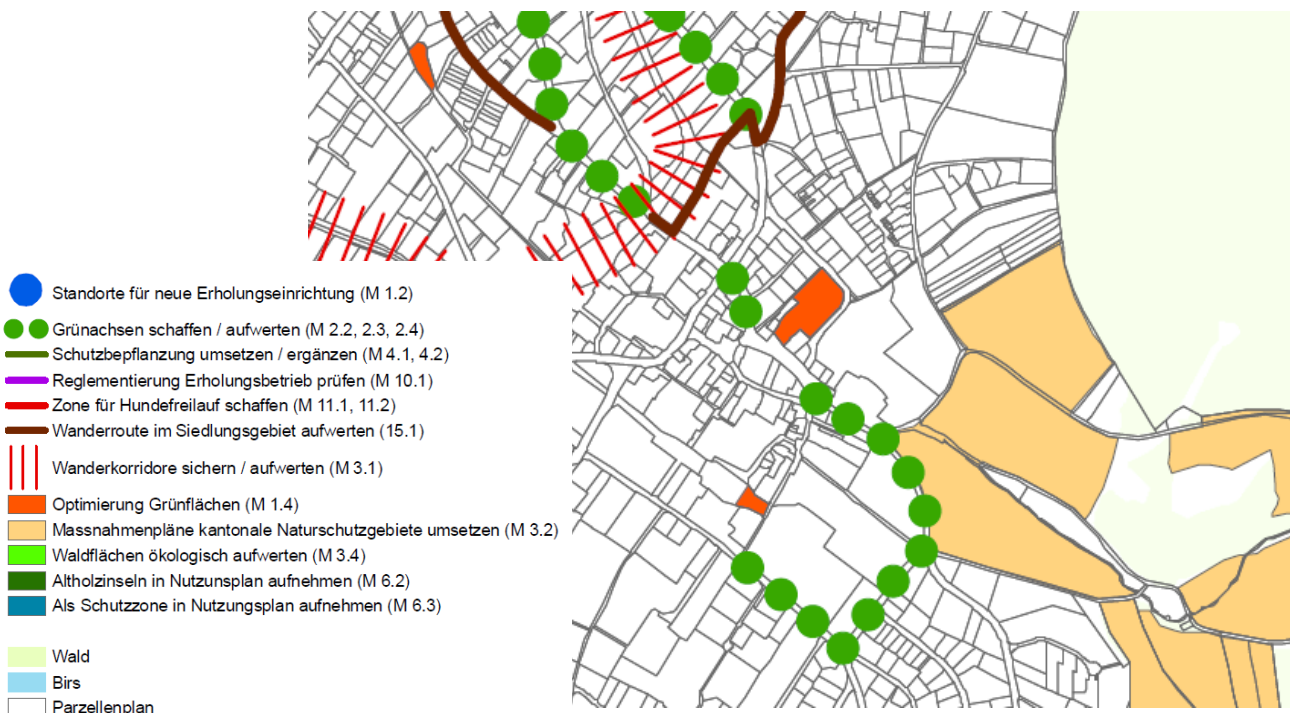 Standorte für neue Erholungseinrichtung (M 1.2)
Grünachsen schaffen / aufwerten (M 2.2, 2.3, 2.4)
Schutzbepflanzung umsetzen / ergänzen (M 4.1, 4.2)
Reglementierung Erholungsbetrieb prüfen (M 10.1)
Zone für Hundefreilauf schaffen (M 11.1, 11.2)
Wanderroute im Siedlungsgebiet aufwerten (15.1)
Wanderkorridore sichern / aufwerten (M 3.1)
Optimierung Grünflächen (M 1.4)
Massnahmenpläne kantonale Naturschutzgebiete umsetzen (M 3.2)
Waldflächen ökologisch aufwerten (M 3.4)
Altholzinseln in Nutzunsplan aufnehmen (M 6.2)
Als Schutzzone in Nutzungsplan aufnehmen (M 6.3)
Wald
Birs
Parzellenplan